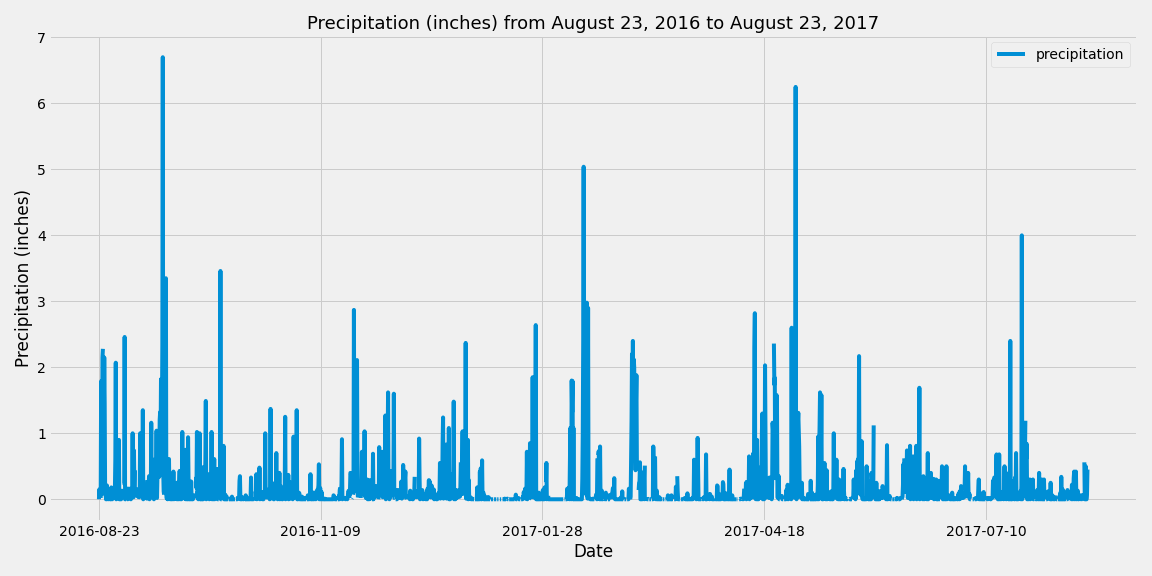 Precipitation (inches) from August 23, 2016 to August 23, 2017
precipitation
Precipitation (inches)
7
6
5
4
3
2
1
0
2016-08-23 2016-11-09 2017-01-28 2017-04-18 2017-07-10
Date